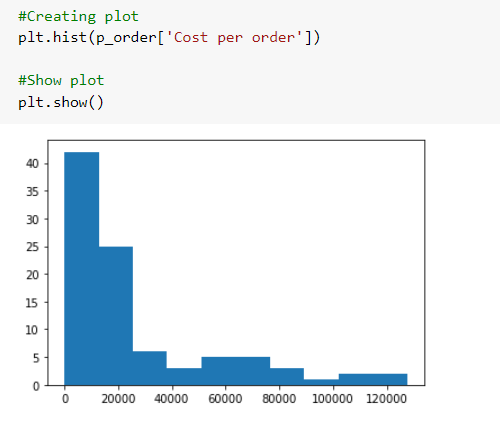 #Creating plot
plt.hist(p_order['Cost per order'])
#Show plot
plt.show()
40
35
30
25
20
15
10
5
0
0 20000 40000 60000 80000 100000 120000